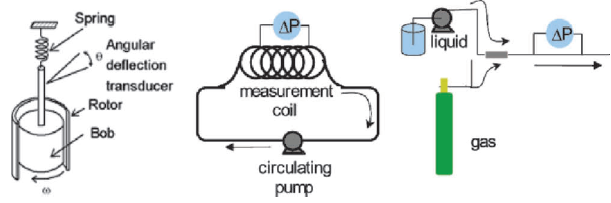 Spring
θ
Angular
deflection
transducer
Rotor
Bob
ω
ΔP
measurement
coil
circulating
pump
liquid
ΔP
gas